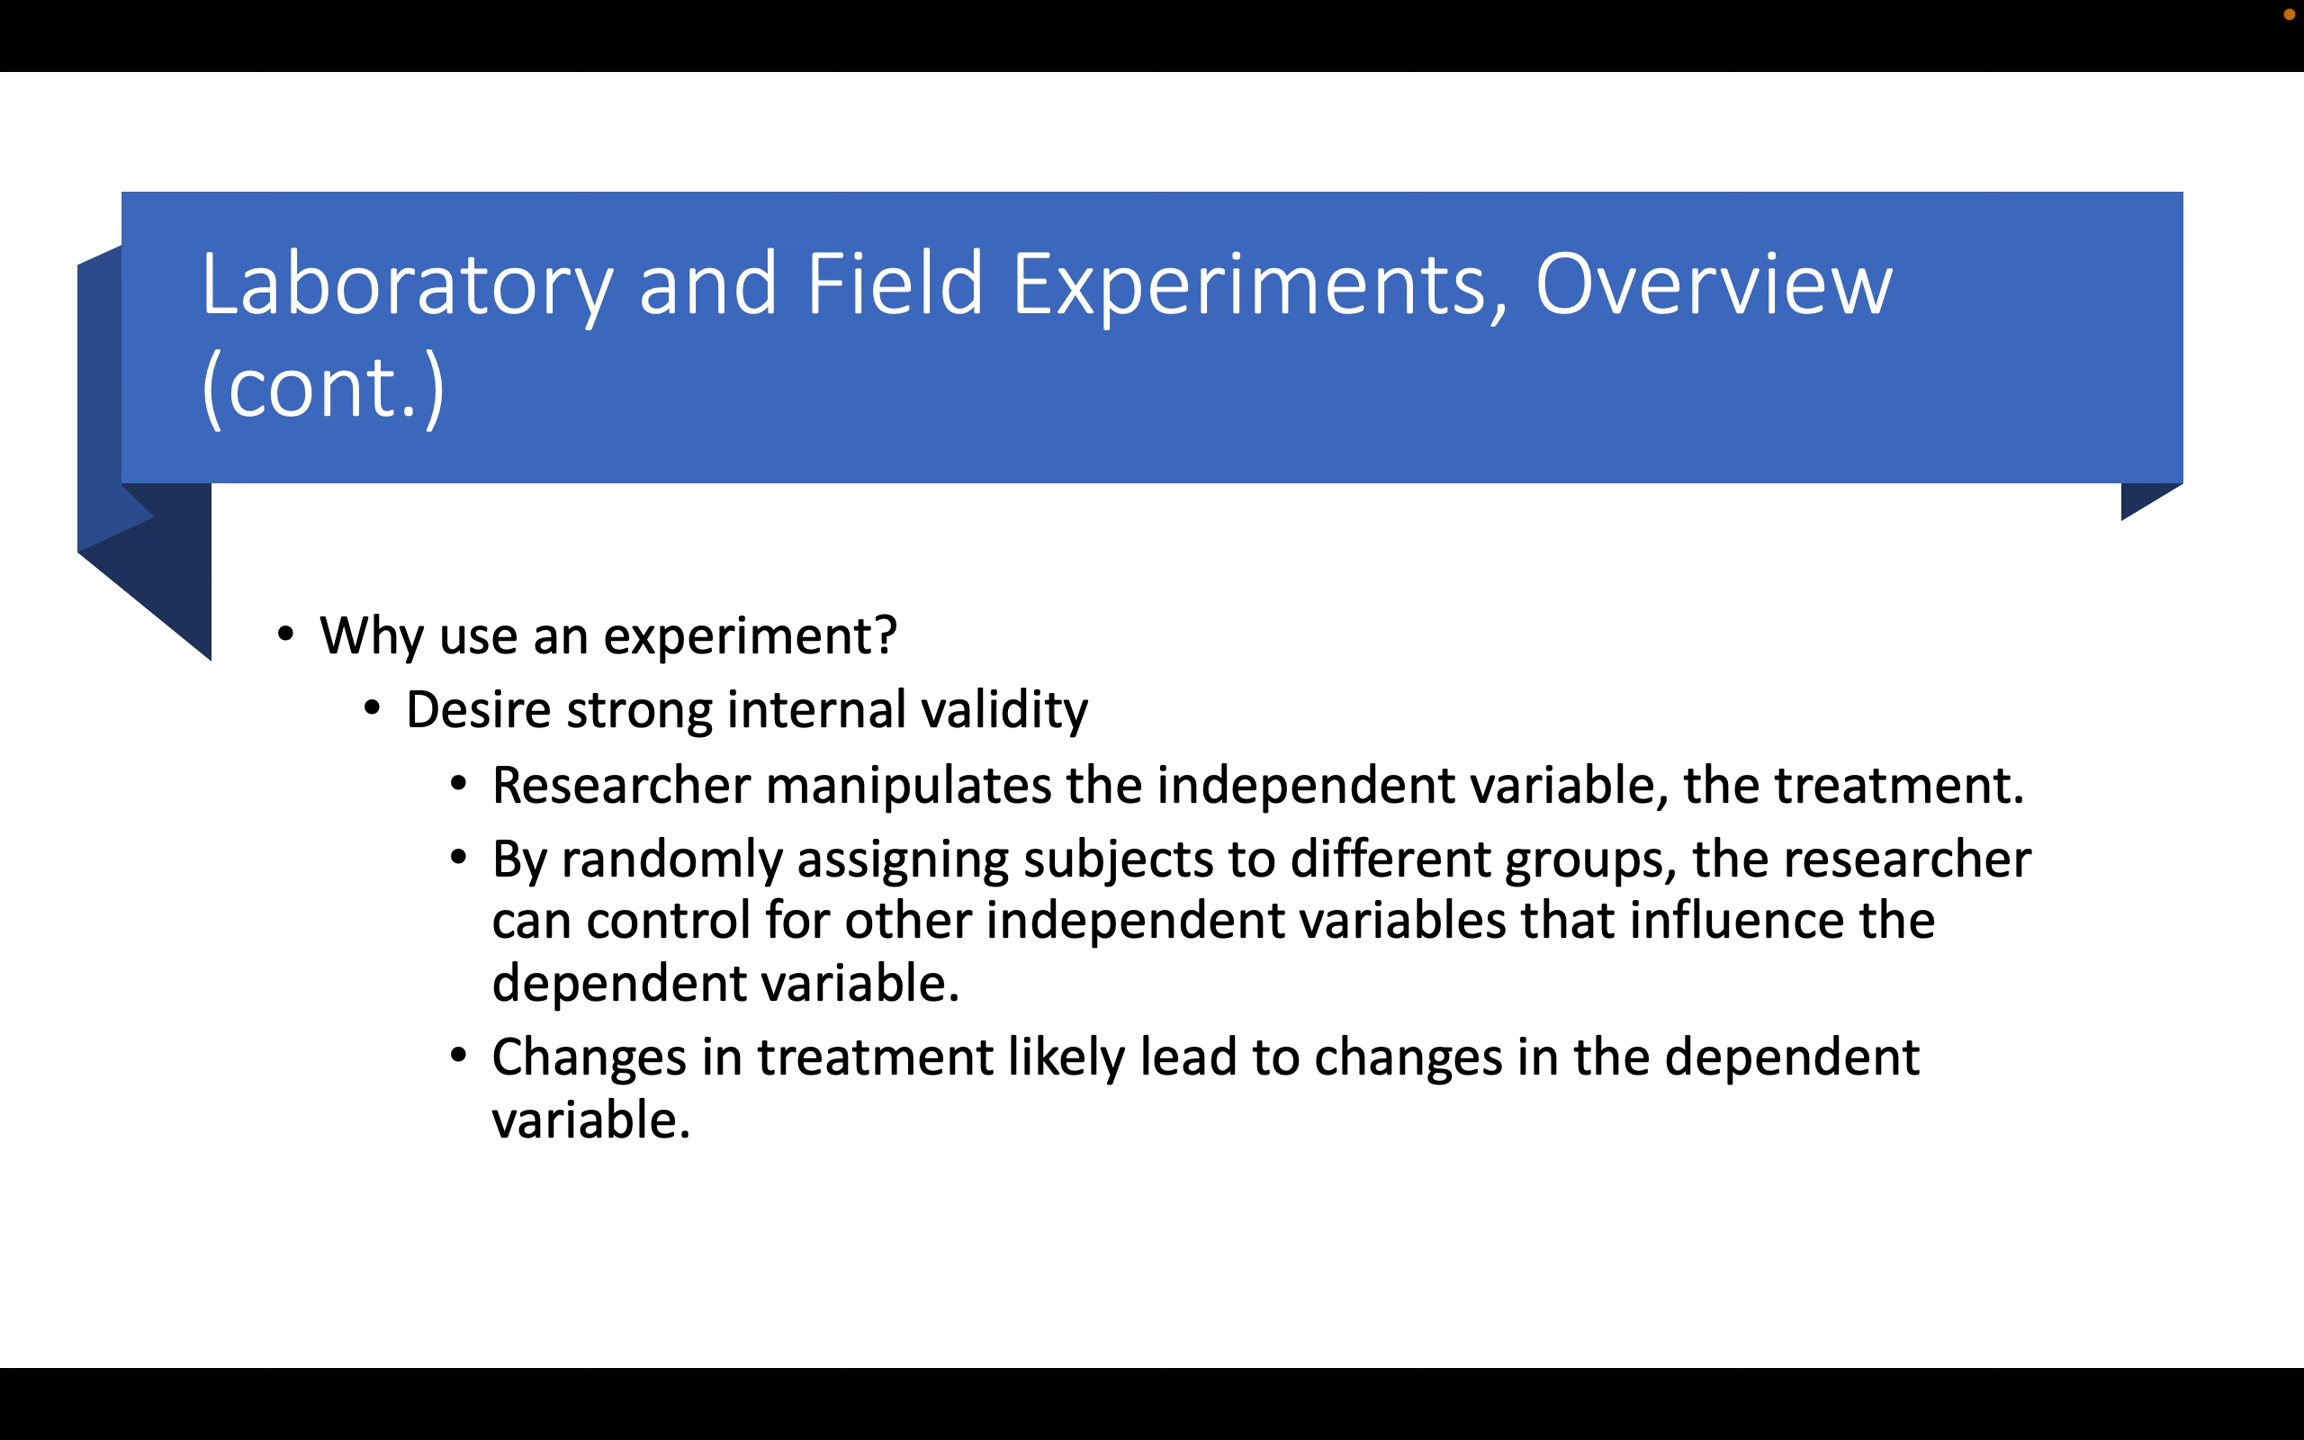 Laboratory and Field Experiments, Overview
(cont.)
• Why use an experiment?
• Desire strong internal validity
• Researcher manipulates the independent variable, the treatment.
• By randomly assigning subjects to different groups, the researcher
can control for other independent variables that influence the
dependent variable.
• Changes in treatment likely lead to changes in the dependent
variable.